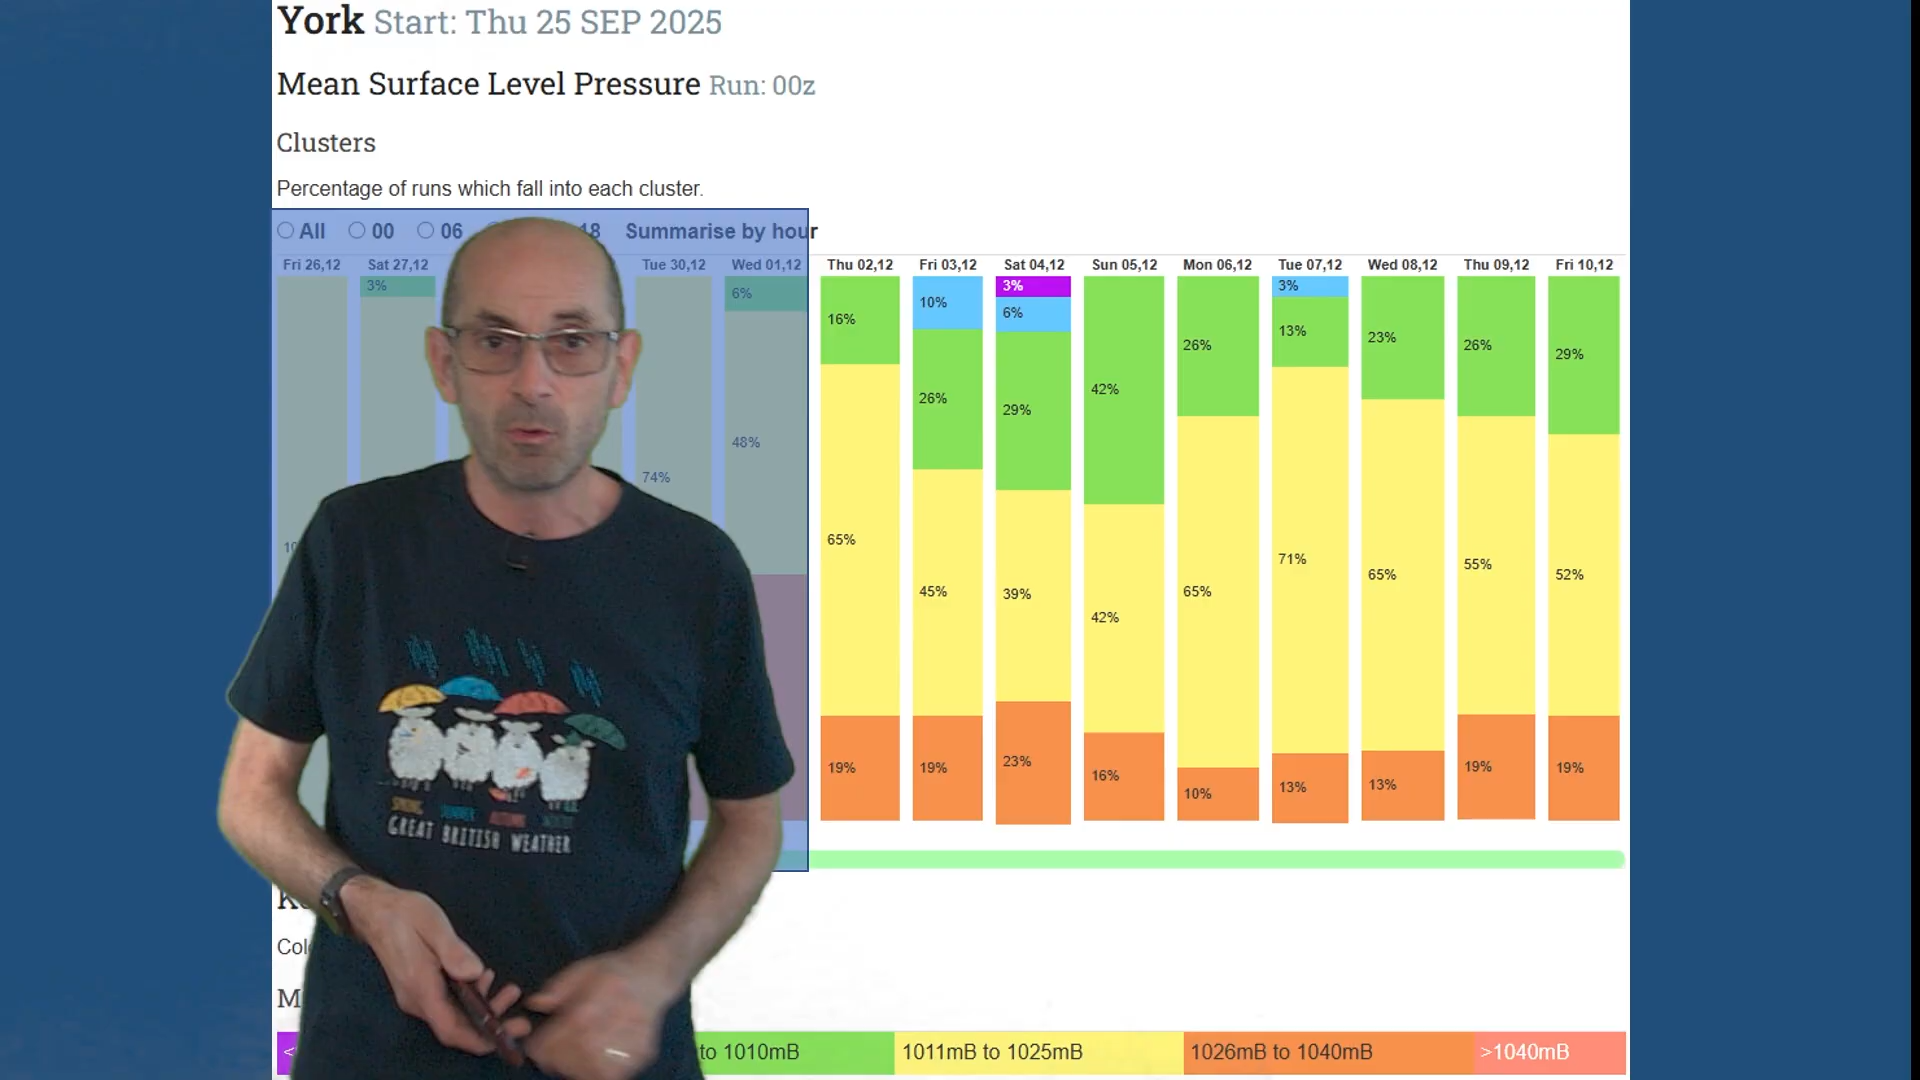 York Start: Thu 25 SEP 2025
Mean Surface Level Pressure Run: 00z
Clusters
Percentage of runs which fall into each cluster.
All 00 06 18 Summarise by hour
Fri 26,12 Sat 27,12 Tue 30,12 Wed 01,12 Thu 02,12 Fri 03,12 Sat 04,12 Sun 05,12 Mon 06,12 Tue 07,12 Wed 08,12 Thu 09,12 Fri 10,12
3% 6% 16% 10% 3% 42% 26% 3% 23% 26% 29%
6% 13%
48% 26% 29%
74% 65% 45% 39% 42% 65% 71% 65% 55% 52%
19% 19% 23% 16% 10% 13% 13% 19% 19%
SPRING SUMMER AUTUMN
GREAT BRITISH WEATHER
to 1010mB 1011mB to 1025mB 1026mB to 1040mB >1040mB